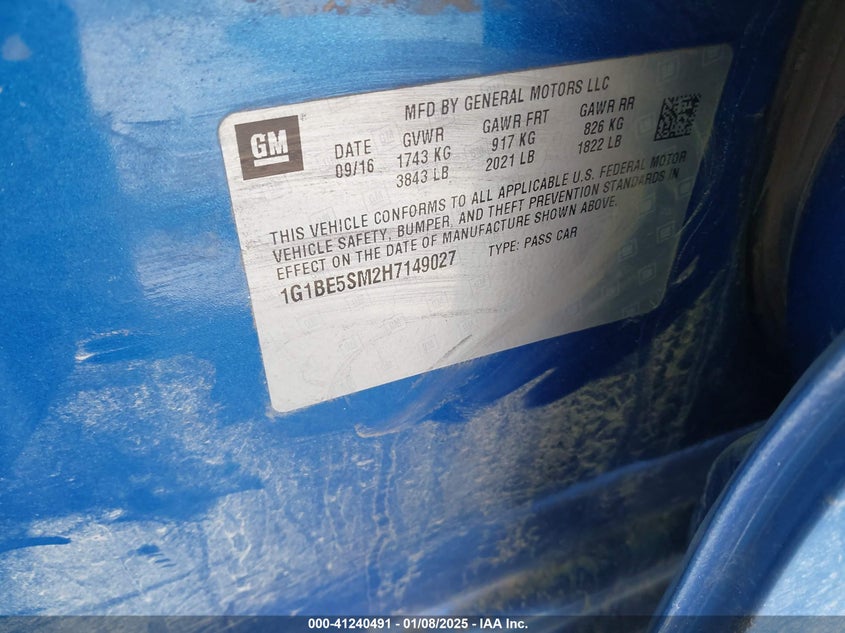 MFD BY GENERAL MOTORS LLC
GM
DATE GVWR GAWR FRT GAWR RR
09/16 1743 KG 917 KG 826 KG
3843 LB 2021 LB 1822 LB
THIS VEHICLE CONFORMS TO ALL APPLICABLE U.S. FEDERAL MOTOR
VEHICLE SAFETY, BUMPER, AND THEFT PREVENTION STANDARDS IN
EFFECT ON THE DATE OF MANUFACTURE SHOWN ABOVE.
1G1BE5SM2H7149027 TYPE: PASS CAR
000-41240491 - 01/08/2025 - IAA Inc.